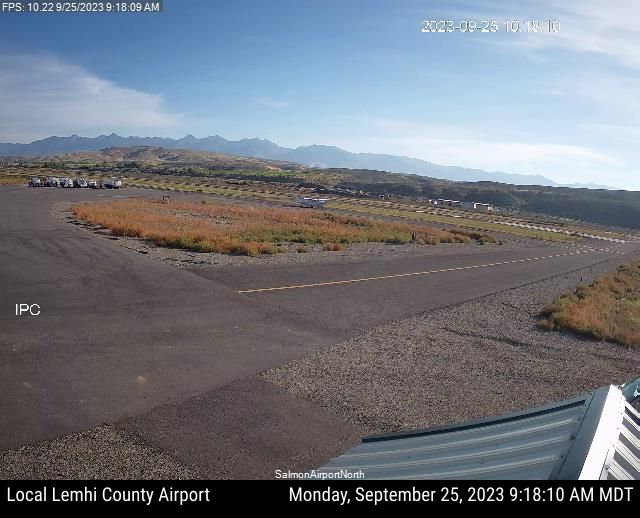 FPS: 10.22 9/25/2023 9:18:09 AM
2023-09-25 10:18:10
IPC
SalmonAirportNorth
Local Lemhi County Airport Monday, September 25, 2023 9:18:10 AM MDT